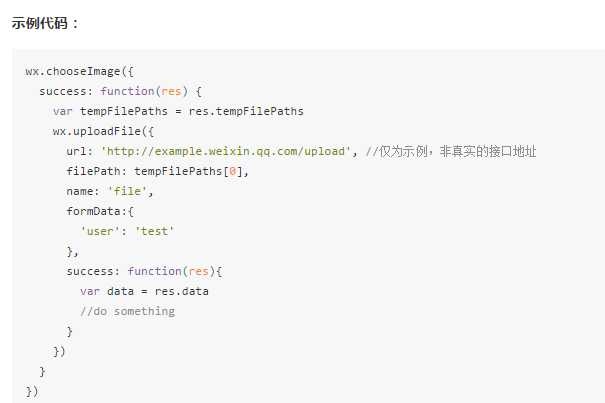 示例代码：
wx.chooseImage({
  success: function(res) {
    var tempFilePaths = res.tempFilePaths
    wx.uploadFile({
      url: 'http://example.weixin.qq.com/upload', //仅为示例，非真实的接口地址
      filePath: tempFilePaths[0],
      name: 'file',
      formData:{
        'user': 'test'
      },
      success: function(res){
        var data = res.data
        //do something
      }
    })
  }
})